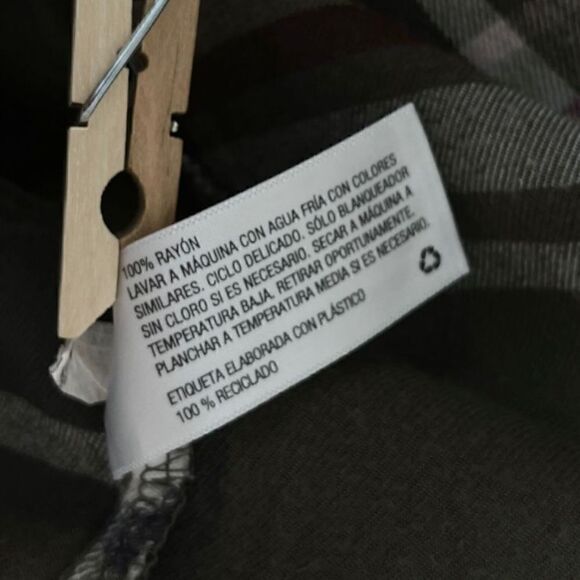 100% RAYÓN
LAVAR A MÁQUINA CON AGUA FRÍA CON COLORES
SIMILARES. CICLO DELICADO. SÓLO BLANQUEADOR
SIN CLORO SI ES NECESARIO. SECAR A MÁQUINA A
TEMPERATURA BAJA. RETIRAR OPORTUNAMENTE.
PLANCHAR A TEMPERATURA MEDIA SI ES NECESARIO.
ETIQUETA ELABORADA CON PLÁSTICO
100 % RECICLADO